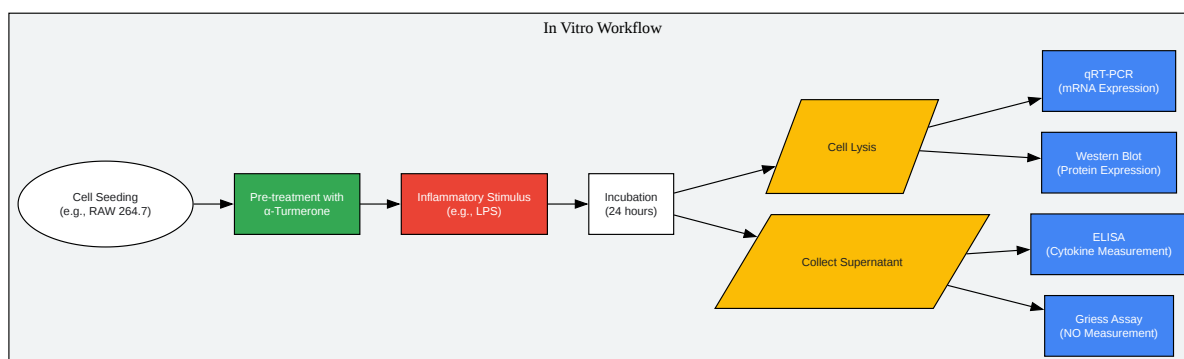 In Vitro Workflow
Cell Seeding
(e.g., RAW 264.7)
Pre-treatment with
α-Turmerone
Inflammatory Stimulus
(e.g., LPS)
Incubation
(24 hours)
Cell Lysis
Collect Supernatant
qRT-PCR
(mRNA Expression)
Western Blot
(Protein Expression)
ELISA
(Cytokine Measurement)
Griess Assay
(NO Measurement)